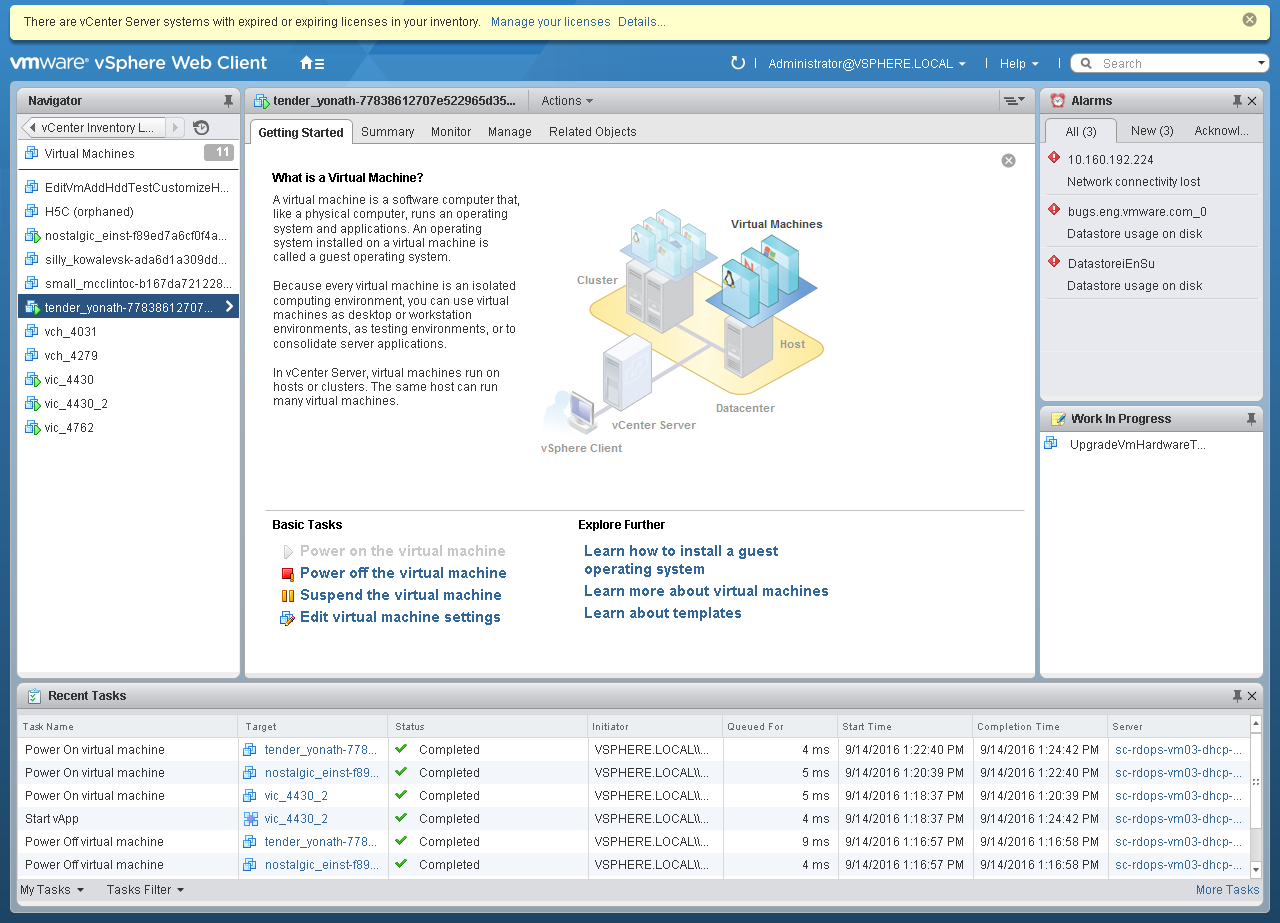 There are vCenter Server systems with expired or expiring licenses in your inventory. Manage your licenses Details...
vmware® vSphere Web Client
Administrator@VSPHERE.LOCAL
Help
Search
Navigator
vCenter Inventory L...
Virtual Machines 11
EditVmAddHddTestCustomizeH...
H5C (orphaned)
nostalgic_einst-f89ed7a6cf0f4a...
silly_kowalevsk-ada6d1a309dd...
small_mcclintoc-b167da721228...
tender_yonath-77838612707...
vch_4031
vch_4279
vic_4430
vic_4430_2
vic_4762
tender_yonath-77838612707e522965d35... Actions
Getting Started Summary Monitor Manage Related Objects
What is a Virtual Machine?
A virtual machine is a software computer that,
like a physical computer, runs an operating
system and applications. An operating
system installed on a virtual machine is
called a guest operating system.
Because every virtual machine is an isolated
computing environment, you can use virtual
machines as desktop or workstation
environments, as testing environments, or to
consolidate server applications.
In vCenter Server, virtual machines run on
hosts or clusters. The same host can run
many virtual machines.
Virtual Machines
Cluster
Host
Datacenter
vCenter Server
vSphere Client
Basic Tasks
Power on the virtual machine
Power off the virtual machine
Suspend the virtual machine
Edit virtual machine settings
Explore Further
Learn how to install a guest
operating system
Learn more about virtual machines
Learn about templates
Alarms
All (3) New (3) Acknowl...
10.160.192.224
Network connectivity lost
bugs.eng.vmware.com_0
Datastore usage on disk
DatastoreiEnSu
Datastore usage on disk
Work In Progress
UpgradeVmHardwareT...
Recent Tasks
Task Name Target Status Initiator Queued For Start Time Completion Time Server
Power On virtual machine tender_yonath-778... Completed VSPHERE.LOCAL\\... 4 ms 9/14/2016 1:22:40 PM 9/14/2016 1:24:42 PM sc-rdops-vm03-dhcp-...
Power On virtual machine nostalgic_einst-f89... Completed VSPHERE.LOCAL\\... 5 ms 9/14/2016 1:20:39 PM 9/14/2016 1:22:40 PM sc-rdops-vm03-dhcp-...
Power On virtual machine vic_4430_2 Completed VSPHERE.LOCAL\\... 5 ms 9/14/2016 1:18:37 PM 9/14/2016 1:20:39 PM sc-rdops-vm03-dhcp-...
Start vApp vic_4430_2 Completed VSPHERE.LOCAL\\... 4 ms 9/14/2016 1:18:37 PM 9/14/2016 1:24:42 PM sc-rdops-vm03-dhcp-...
Power Off virtual machine tender_yonath-778... Completed VSPHERE.LOCAL\\... 9 ms 9/14/2016 1:16:57 PM 9/14/2016 1:16:58 PM sc-rdops-vm03-dhcp-...
Power Off virtual machine nostalgic_einst-f89... Completed VSPHERE.LOCAL\\... 4 ms 9/14/2016 1:16:57 PM 9/14/2016 1:16:58 PM sc-rdops-vm03-dhcp-...
My Tasks Tasks Filter More Tasks